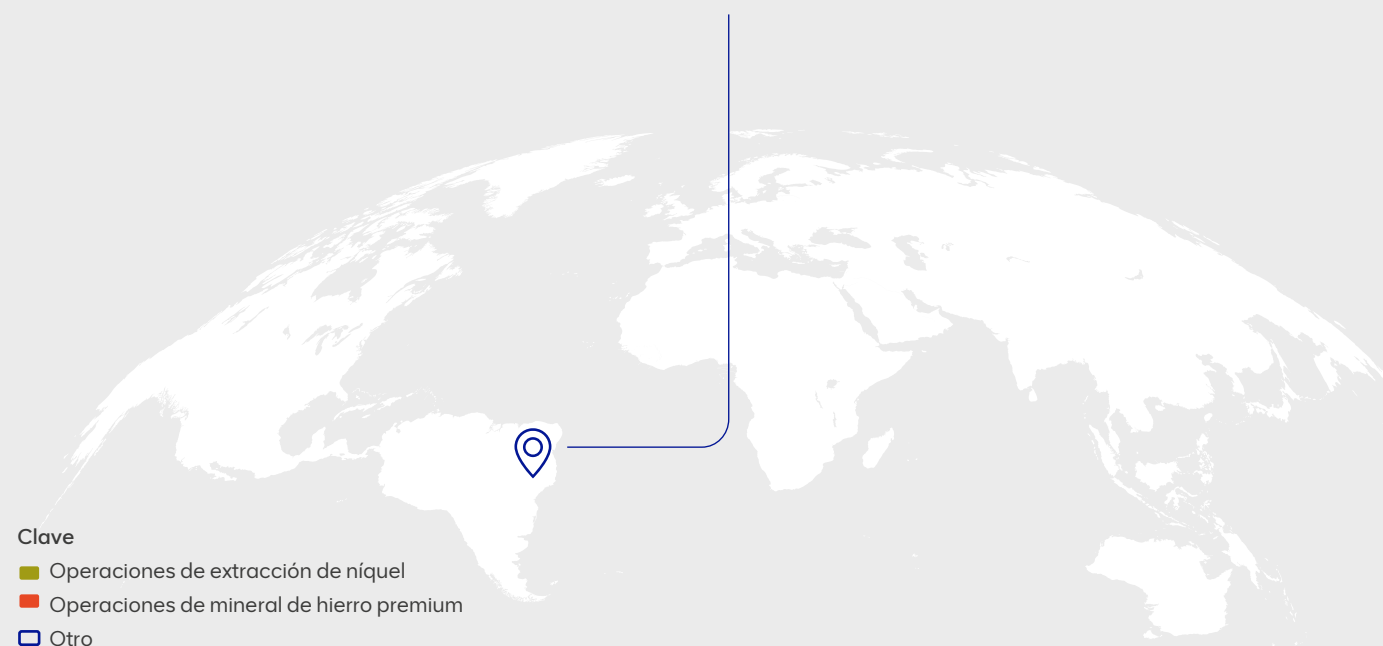 Clave
Operaciones de extracción de níquel
Operaciones de mineral de hierro premium
Otro